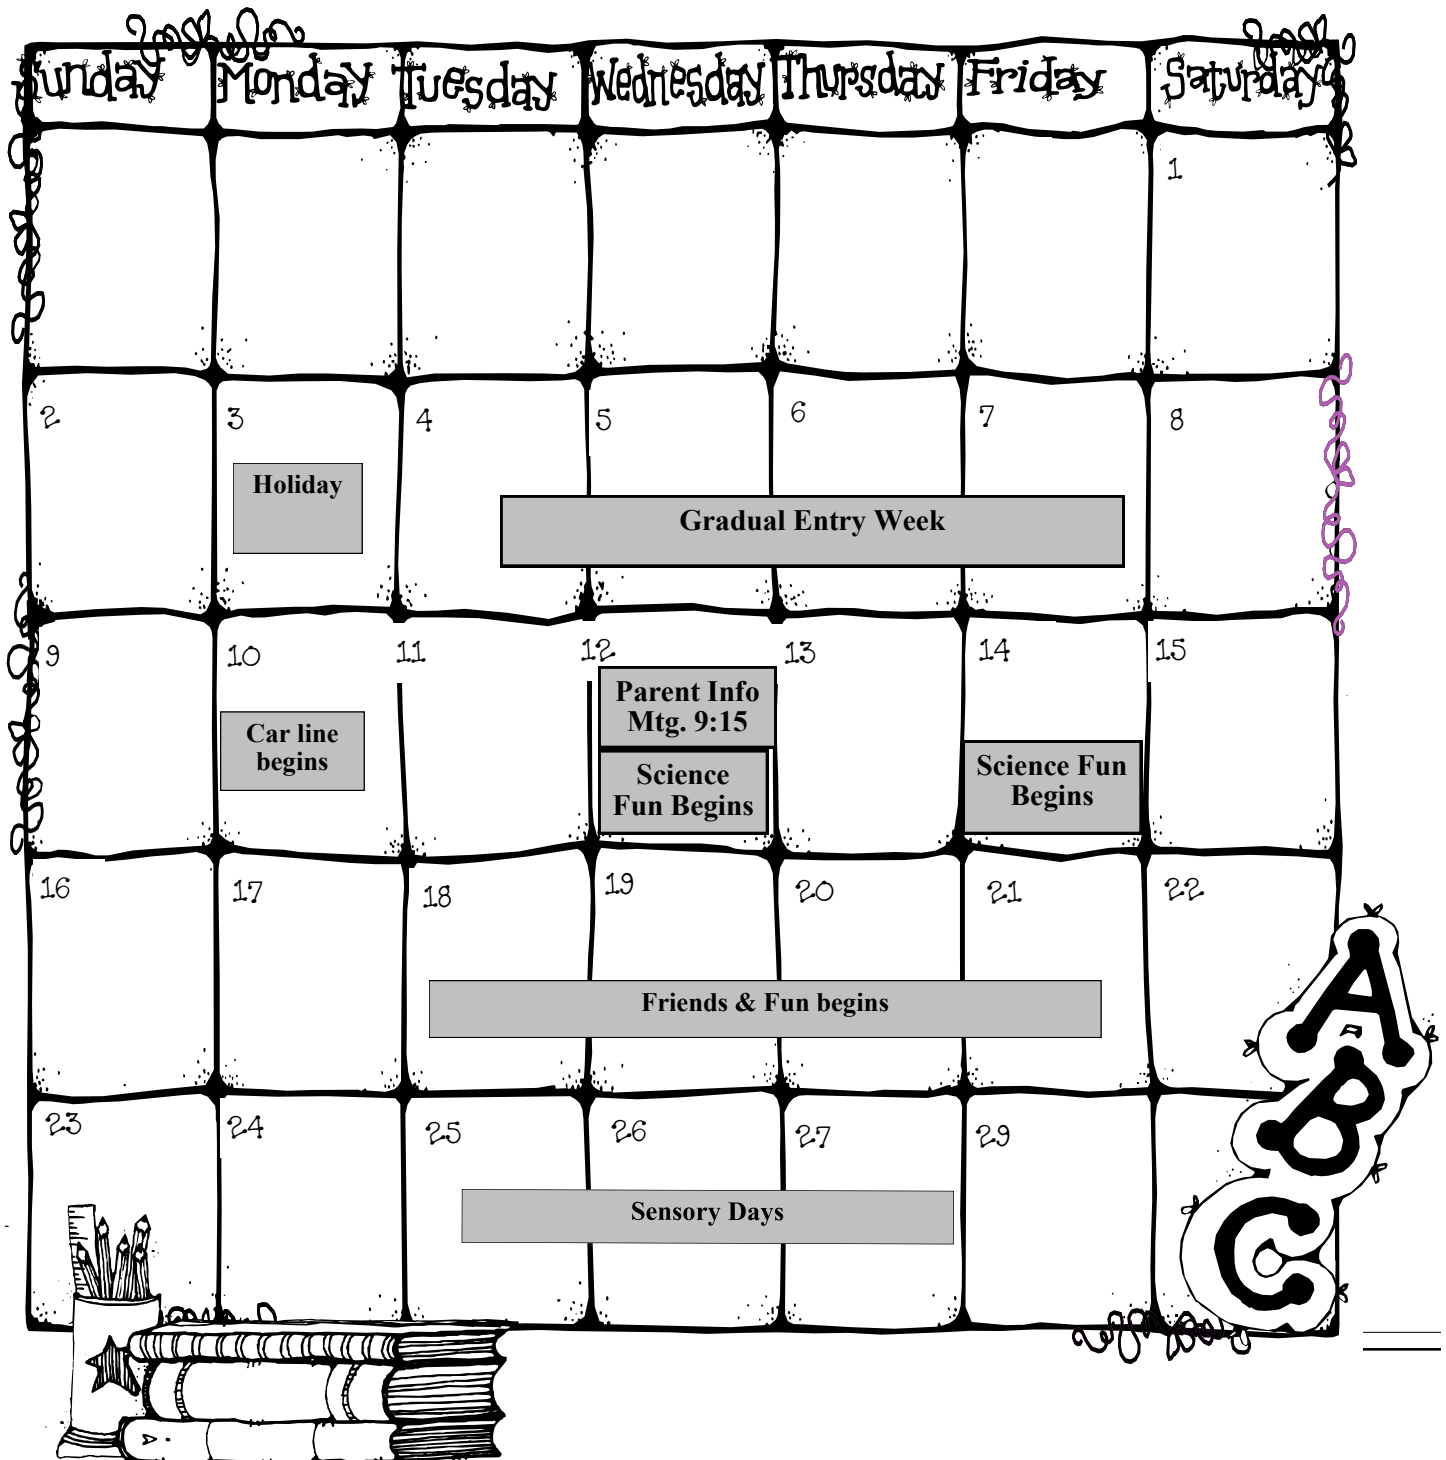 Sunday Monday Tuesday Wednesday Thursday Friday Saturday
1
2 3 4 5 6 7 8
Holiday
Gradual Entry Week
9 10 11 12 13 14 15
Parent Info
Mtg. 9:15
Car line
begins
Science
Fun Begins
Science Fun
Begins
16 17 18 19 20 21 22
Friends & Fun begins
23 24 25 26 27 29
Sensory Days
A
B
C
A